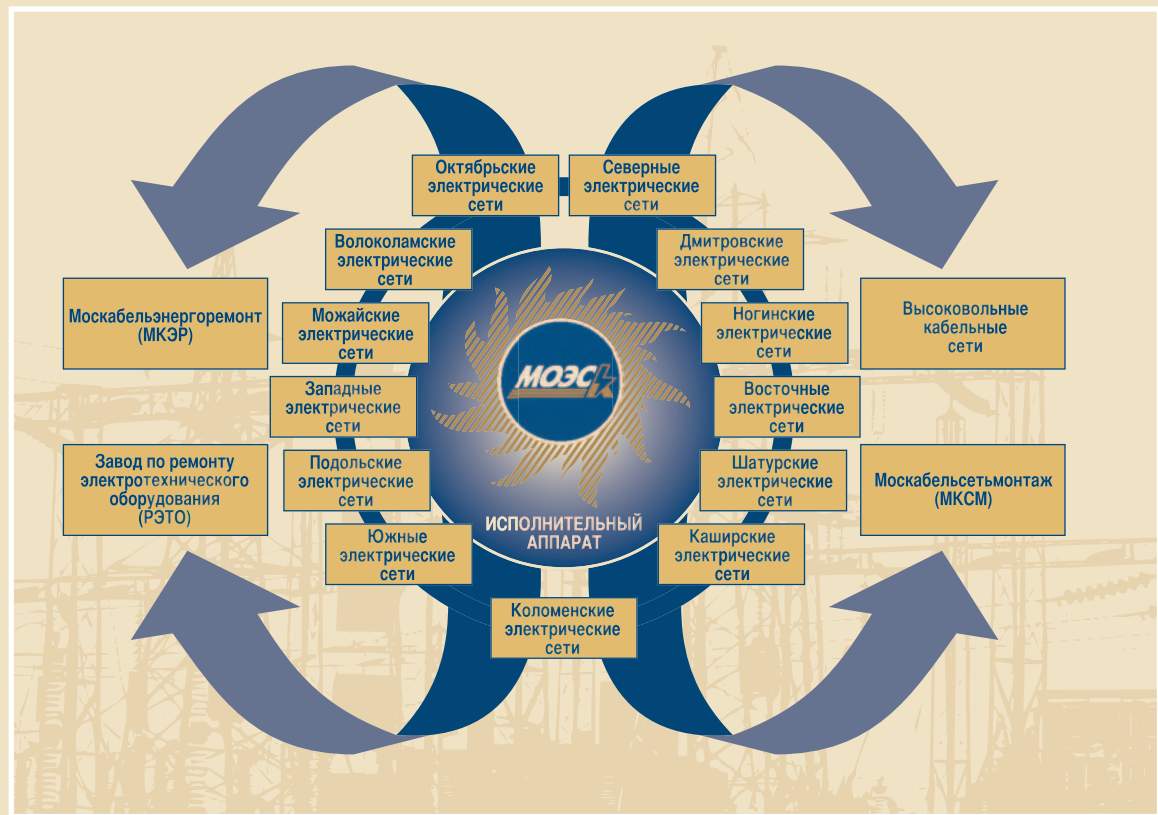 Октябрьские
электрические
сети
Северные
электрические
сети
Волоколамские
электрические
сети
Дмитровские
электрические
сети
Москабельэнергоремонт
(МКЭР)
Можайские
электрические
сети
Ногинские
электрические
сети
Высоковольные
кабельные
сети
МОЭСК
Западные
электрические
сети
Восточные
электрические
сети
Завод по ремонту
электротехнического
оборудования
(РЭТО)
Подольские
электрические
сети
Шатурские
электрические
сети
Москабельсетьмонтаж
(МКСМ)
ИСПОЛНИТЕЛЬНЫЙ
АППАРАТ
Южные
электрические
сети
Каширские
электрические
сети
Коломенские
электрические
сети